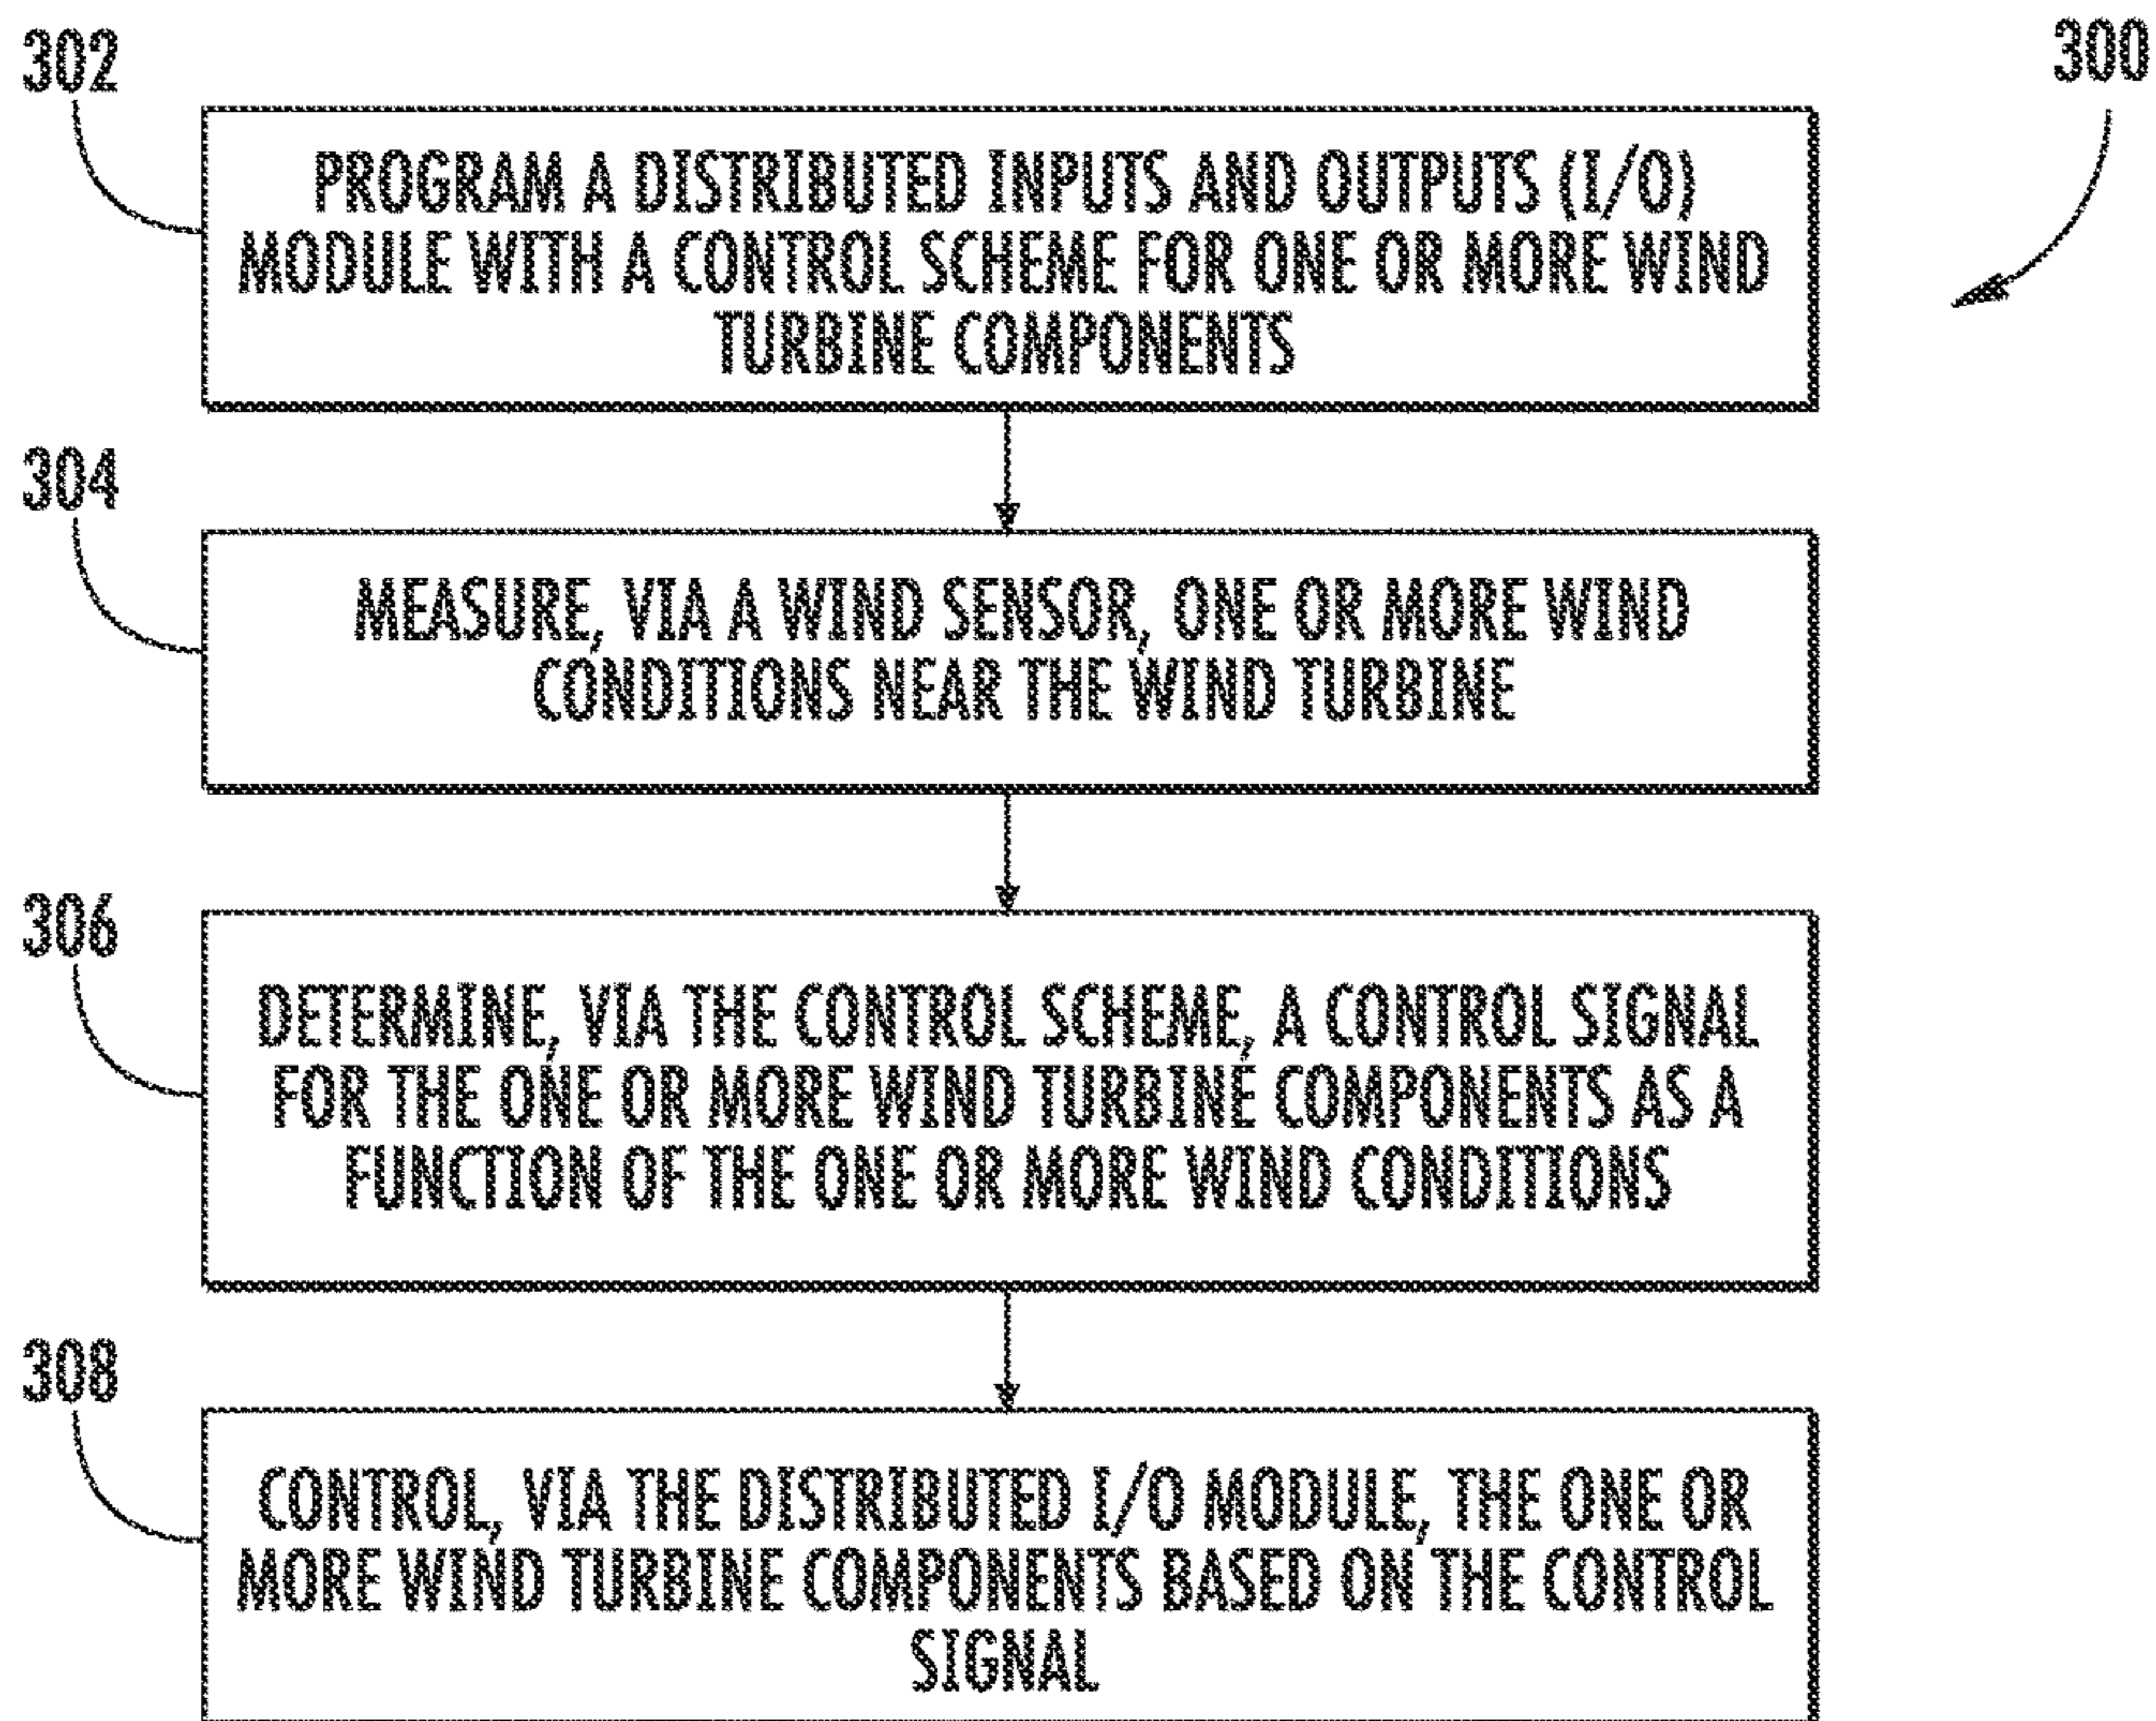 302
300
PROGRAM A DISTRIBUTED INPUTS AND OUTPUTS (I/O)
MODULE WITH A CONTROL SCHEME FOR ONE OR MORE WIND
TURBINE COMPONENTS
304
MEASURE, VIA A WIND SENSOR, ONE OR MORE WIND
CONDITIONS NEAR THE WIND TURBINE
306
DETERMINE, VIA THE CONTROL SCHEME, A CONTROL SIGNAL
FOR THE ONE OR MORE WIND TURBINE COMPONENTS AS A
FUNCTION OF THE ONE OR MORE WIND CONDITIONS
308
CONTROL, VIA THE DISTRIBUTED I/O MODULE, THE ONE OR
MORE WIND TURBINE COMPONENTS BASED ON THE CONTROL
SIGNAL